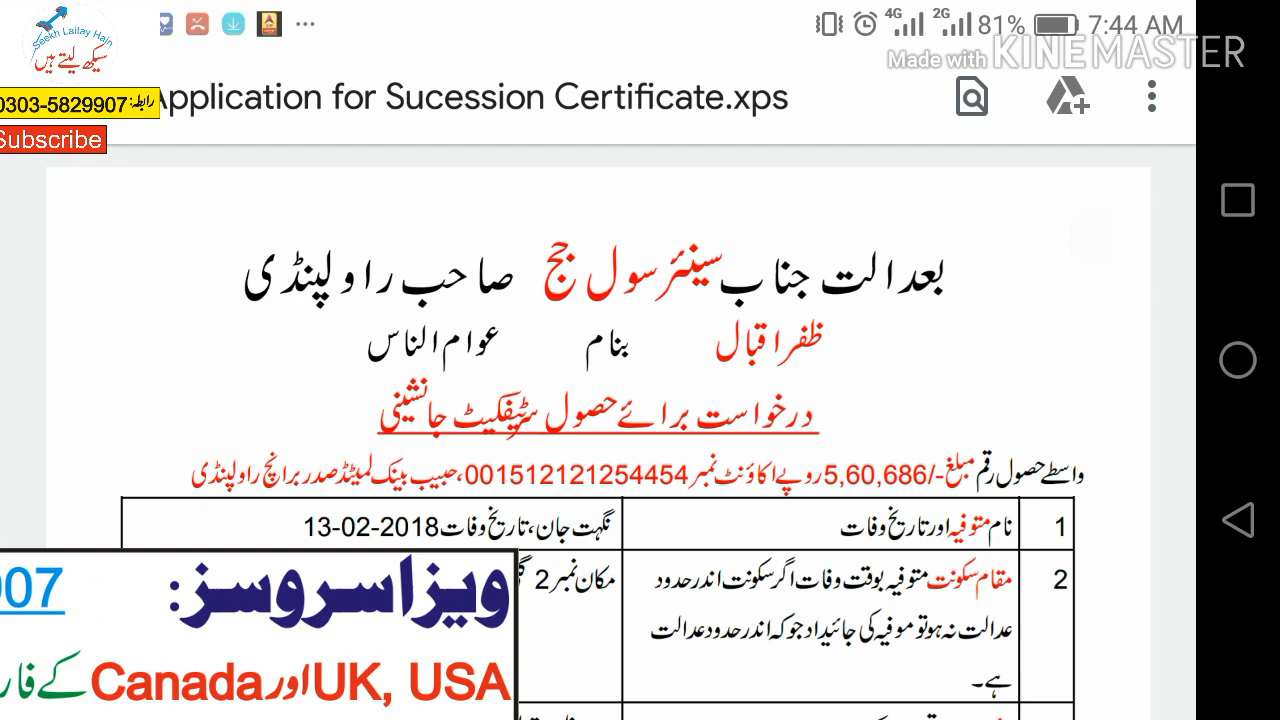 Seekh Laitay Hain
سیکھ لیتے ہیں
رابطہ: 0303-5829907
Subscribe
4G 2G 81% 7:44 AM
Made with KINEMASTER
Application for Sucession Certificate.xps
بعدالت جناب سینئر سول جج صاحب راولپنڈی
ظفر اقبال بنام عوام الناس
درخواست برائے حصول سرٹیفکیٹ جانشینی
واسطے حصول رقم مبلغ -/5,60,686 روپے اکاؤنٹ نمبر 001512121254454، حبیب بینک لمیٹڈ صدر برانچ راولپنڈی
1 نام متوفیہ اور تاریخ وفات نگہت جان، تاریخ وفات 2018-02-13
2 مقام سکونت متوفیہ بوقت وفات اگر سکونت اندر حدود مکان نمبر 2
عدالت نہ ہو تو موفیہ کی جائیداد جو کہ اندر حدود عدالت
ہے۔
ویزا سروسز:
907
UK, USA اور Canada کے